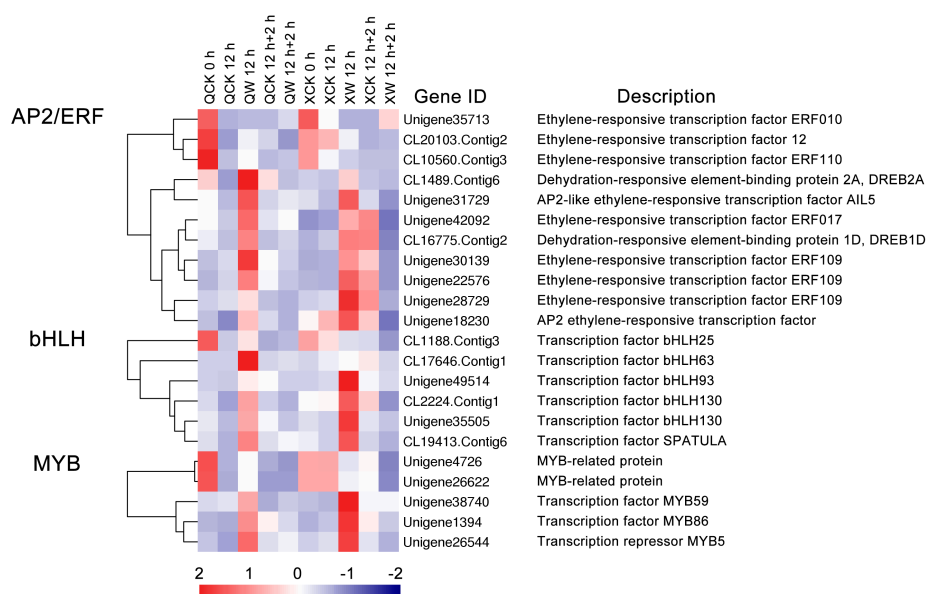 QCK 0 h
QCK 12 h
QW 12 h
QCK 12 h+2 h
QW 12 h+2 h
XCK 0 h
XCK 12 h
XW 12 h
XCK 12 h+2 h
XW 12 h+2 h
Gene ID Description
AP2/ERF
Unigene35713 Ethylene-responsive transcription factor ERF010
CL20103.Contig2 Ethylene-responsive transcription factor 12
CL10560.Contig3 Ethylene-responsive transcription factor ERF110
CL1489.Contig6 Dehydration-responsive element-binding protein 2A, DREB2A
Unigene31729 AP2-like ethylene-responsive transcription factor AIL5
Unigene42092 Ethylene-responsive transcription factor ERF017
CL16775.Contig2 Dehydration-responsive element-binding protein 1D, DREB1D
Unigene30139 Ethylene-responsive transcription factor ERF109
Unigene22576 Ethylene-responsive transcription factor ERF109
Unigene28729 Ethylene-responsive transcription factor ERF109
Unigene18230 AP2 ethylene-responsive transcription factor
bHLH
CL1188.Contig3 Transcription factor bHLH25
CL17646.Contig1 Transcription factor bHLH63
Unigene49514 Transcription factor bHLH93
CL2224.Contig1 Transcription factor bHLH130
Unigene35505 Transcription factor bHLH130
CL19413.Contig6 Transcription factor SPATULA
MYB
Unigene4726 MYB-related protein
Unigene26622 MYB-related protein
Unigene38740 Transcription factor MYB59
Unigene1394 Transcription factor MYB86
Unigene26544 Transcription repressor MYB5
2 1 0 -1 -2